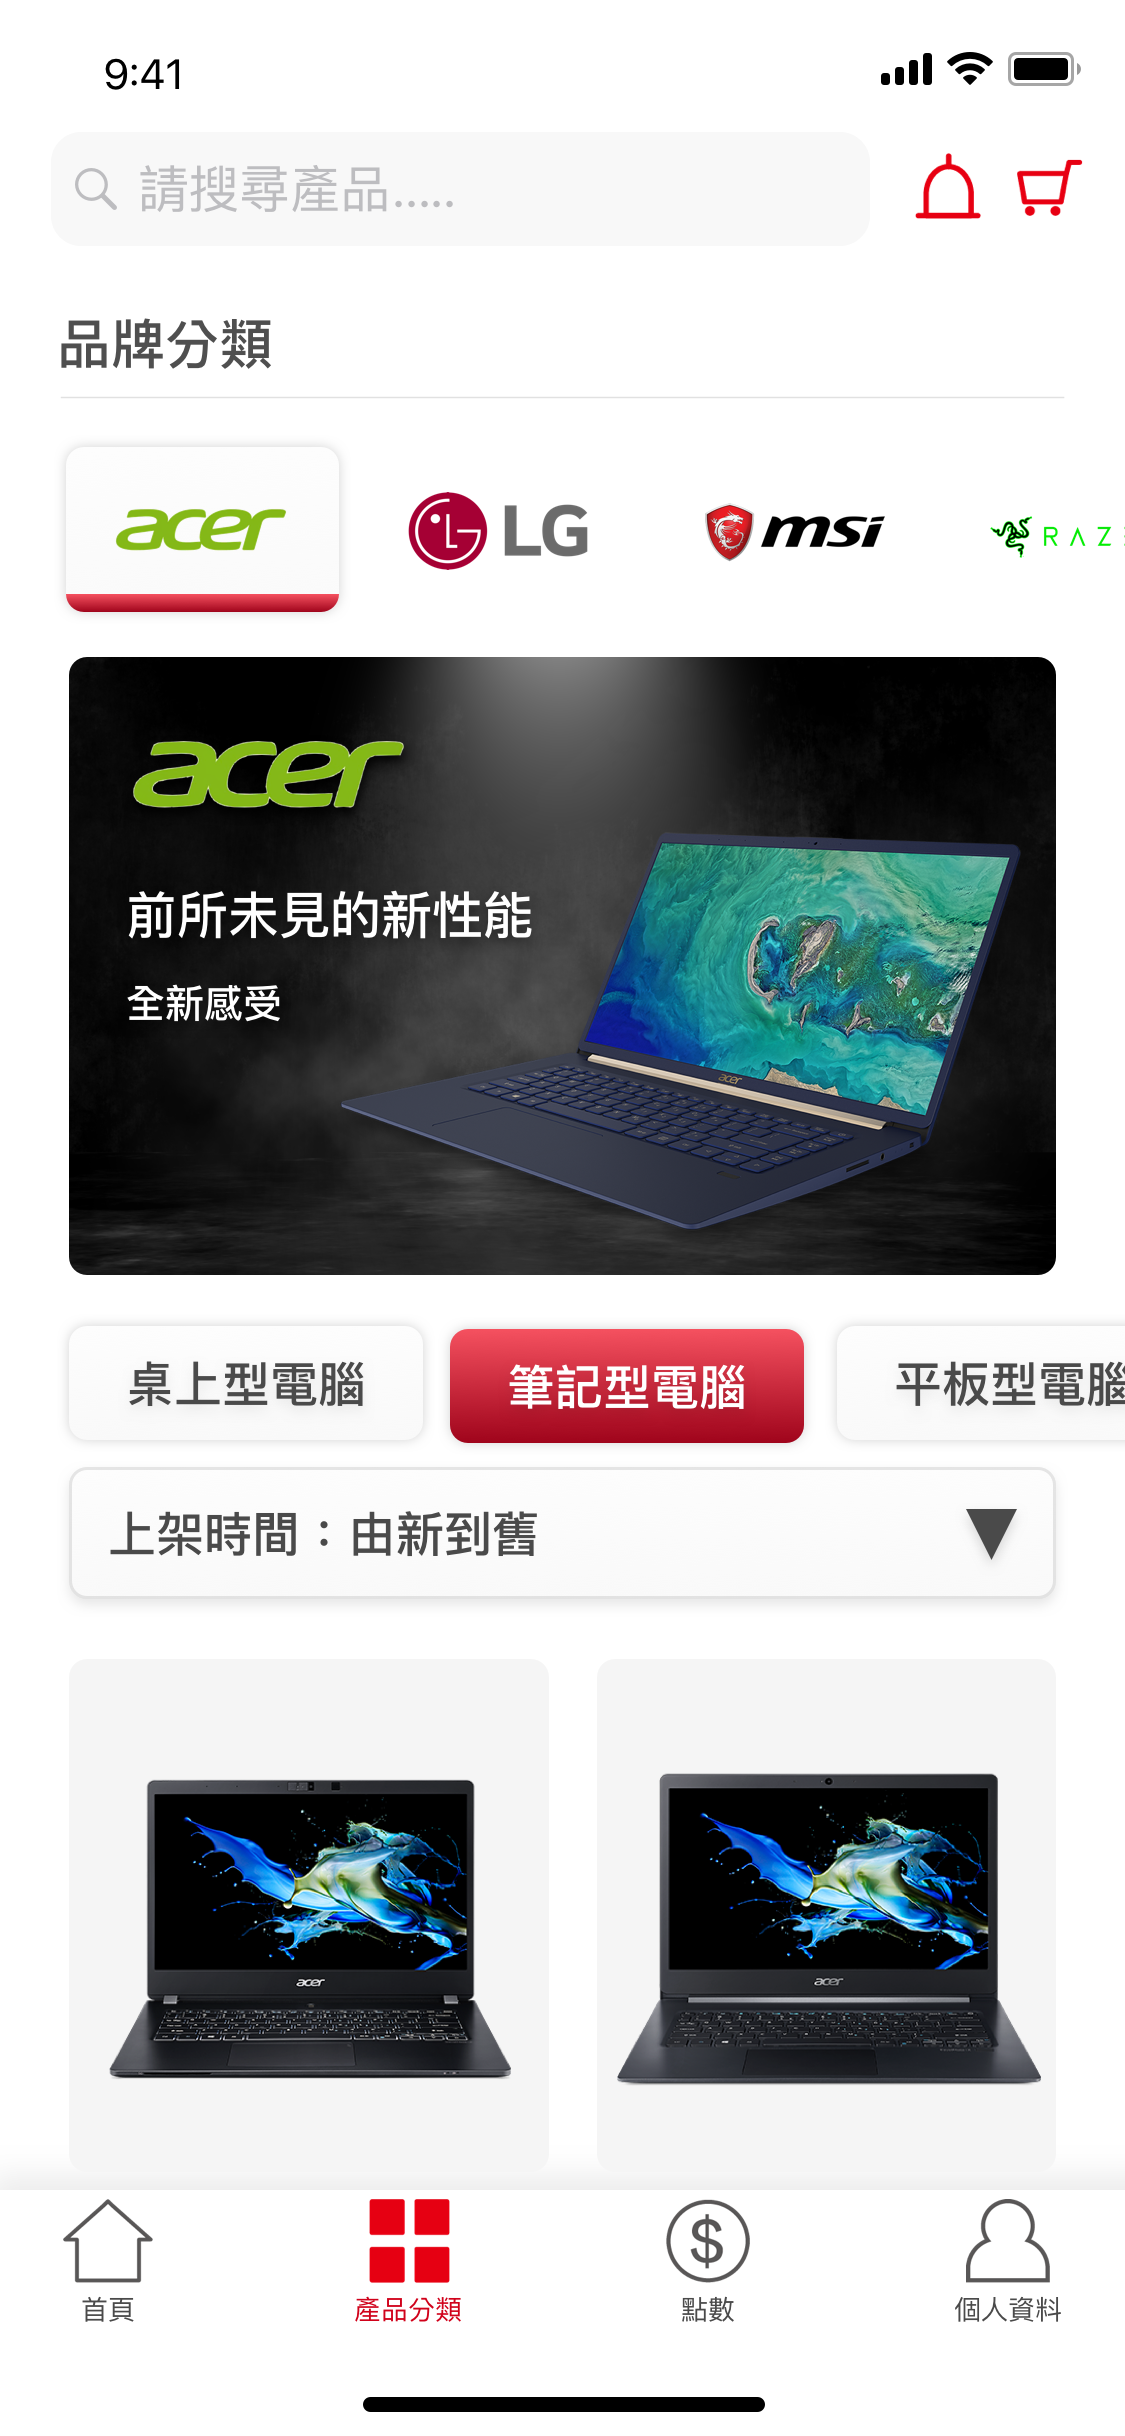 9:41
請搜尋產品.....
品牌分類
acer
LG
msi
RAZ
acer
前所未見的新性能
全新感受
acer
桌上型電腦
筆記型電腦
平板型電腦
上架時間：由新到舊
acer
acer
首頁
產品分類
點數
個人資料